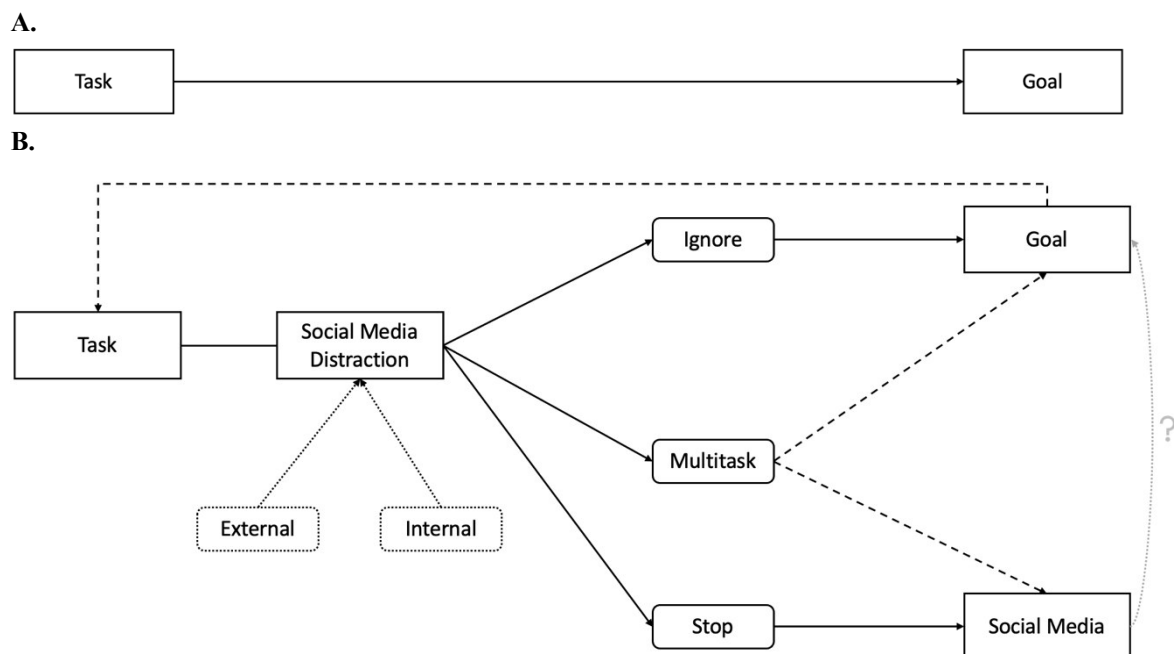 A.
Task
Goal
B.
Ignore
Goal
Task
Social Media
Distraction
?
Multitask
External
Internal
Stop
Social Media